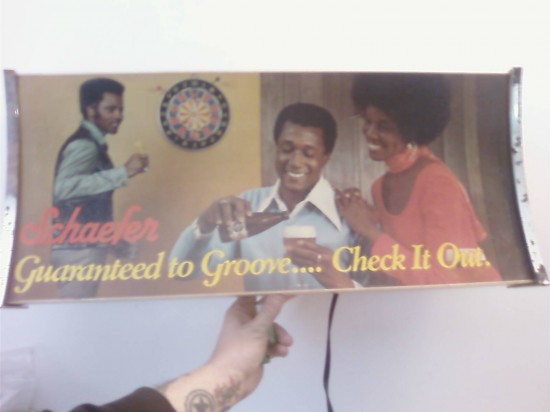 Schaefer
Guaranteed to Groove.... Check It Out.